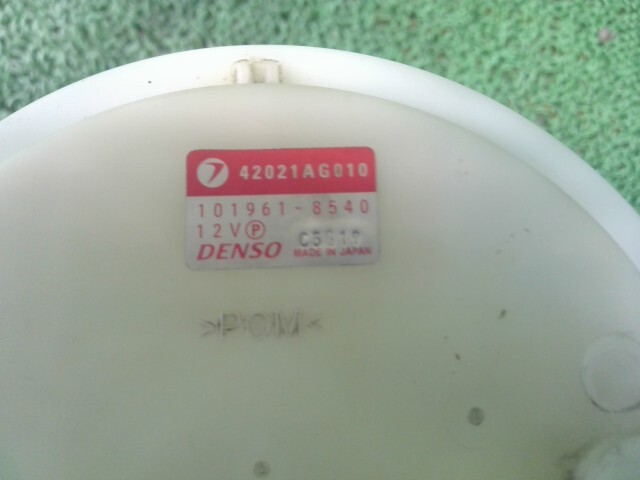 42021AG010
101961-8540
12V P
DENSO
MADE IN JAPAN
>POM<